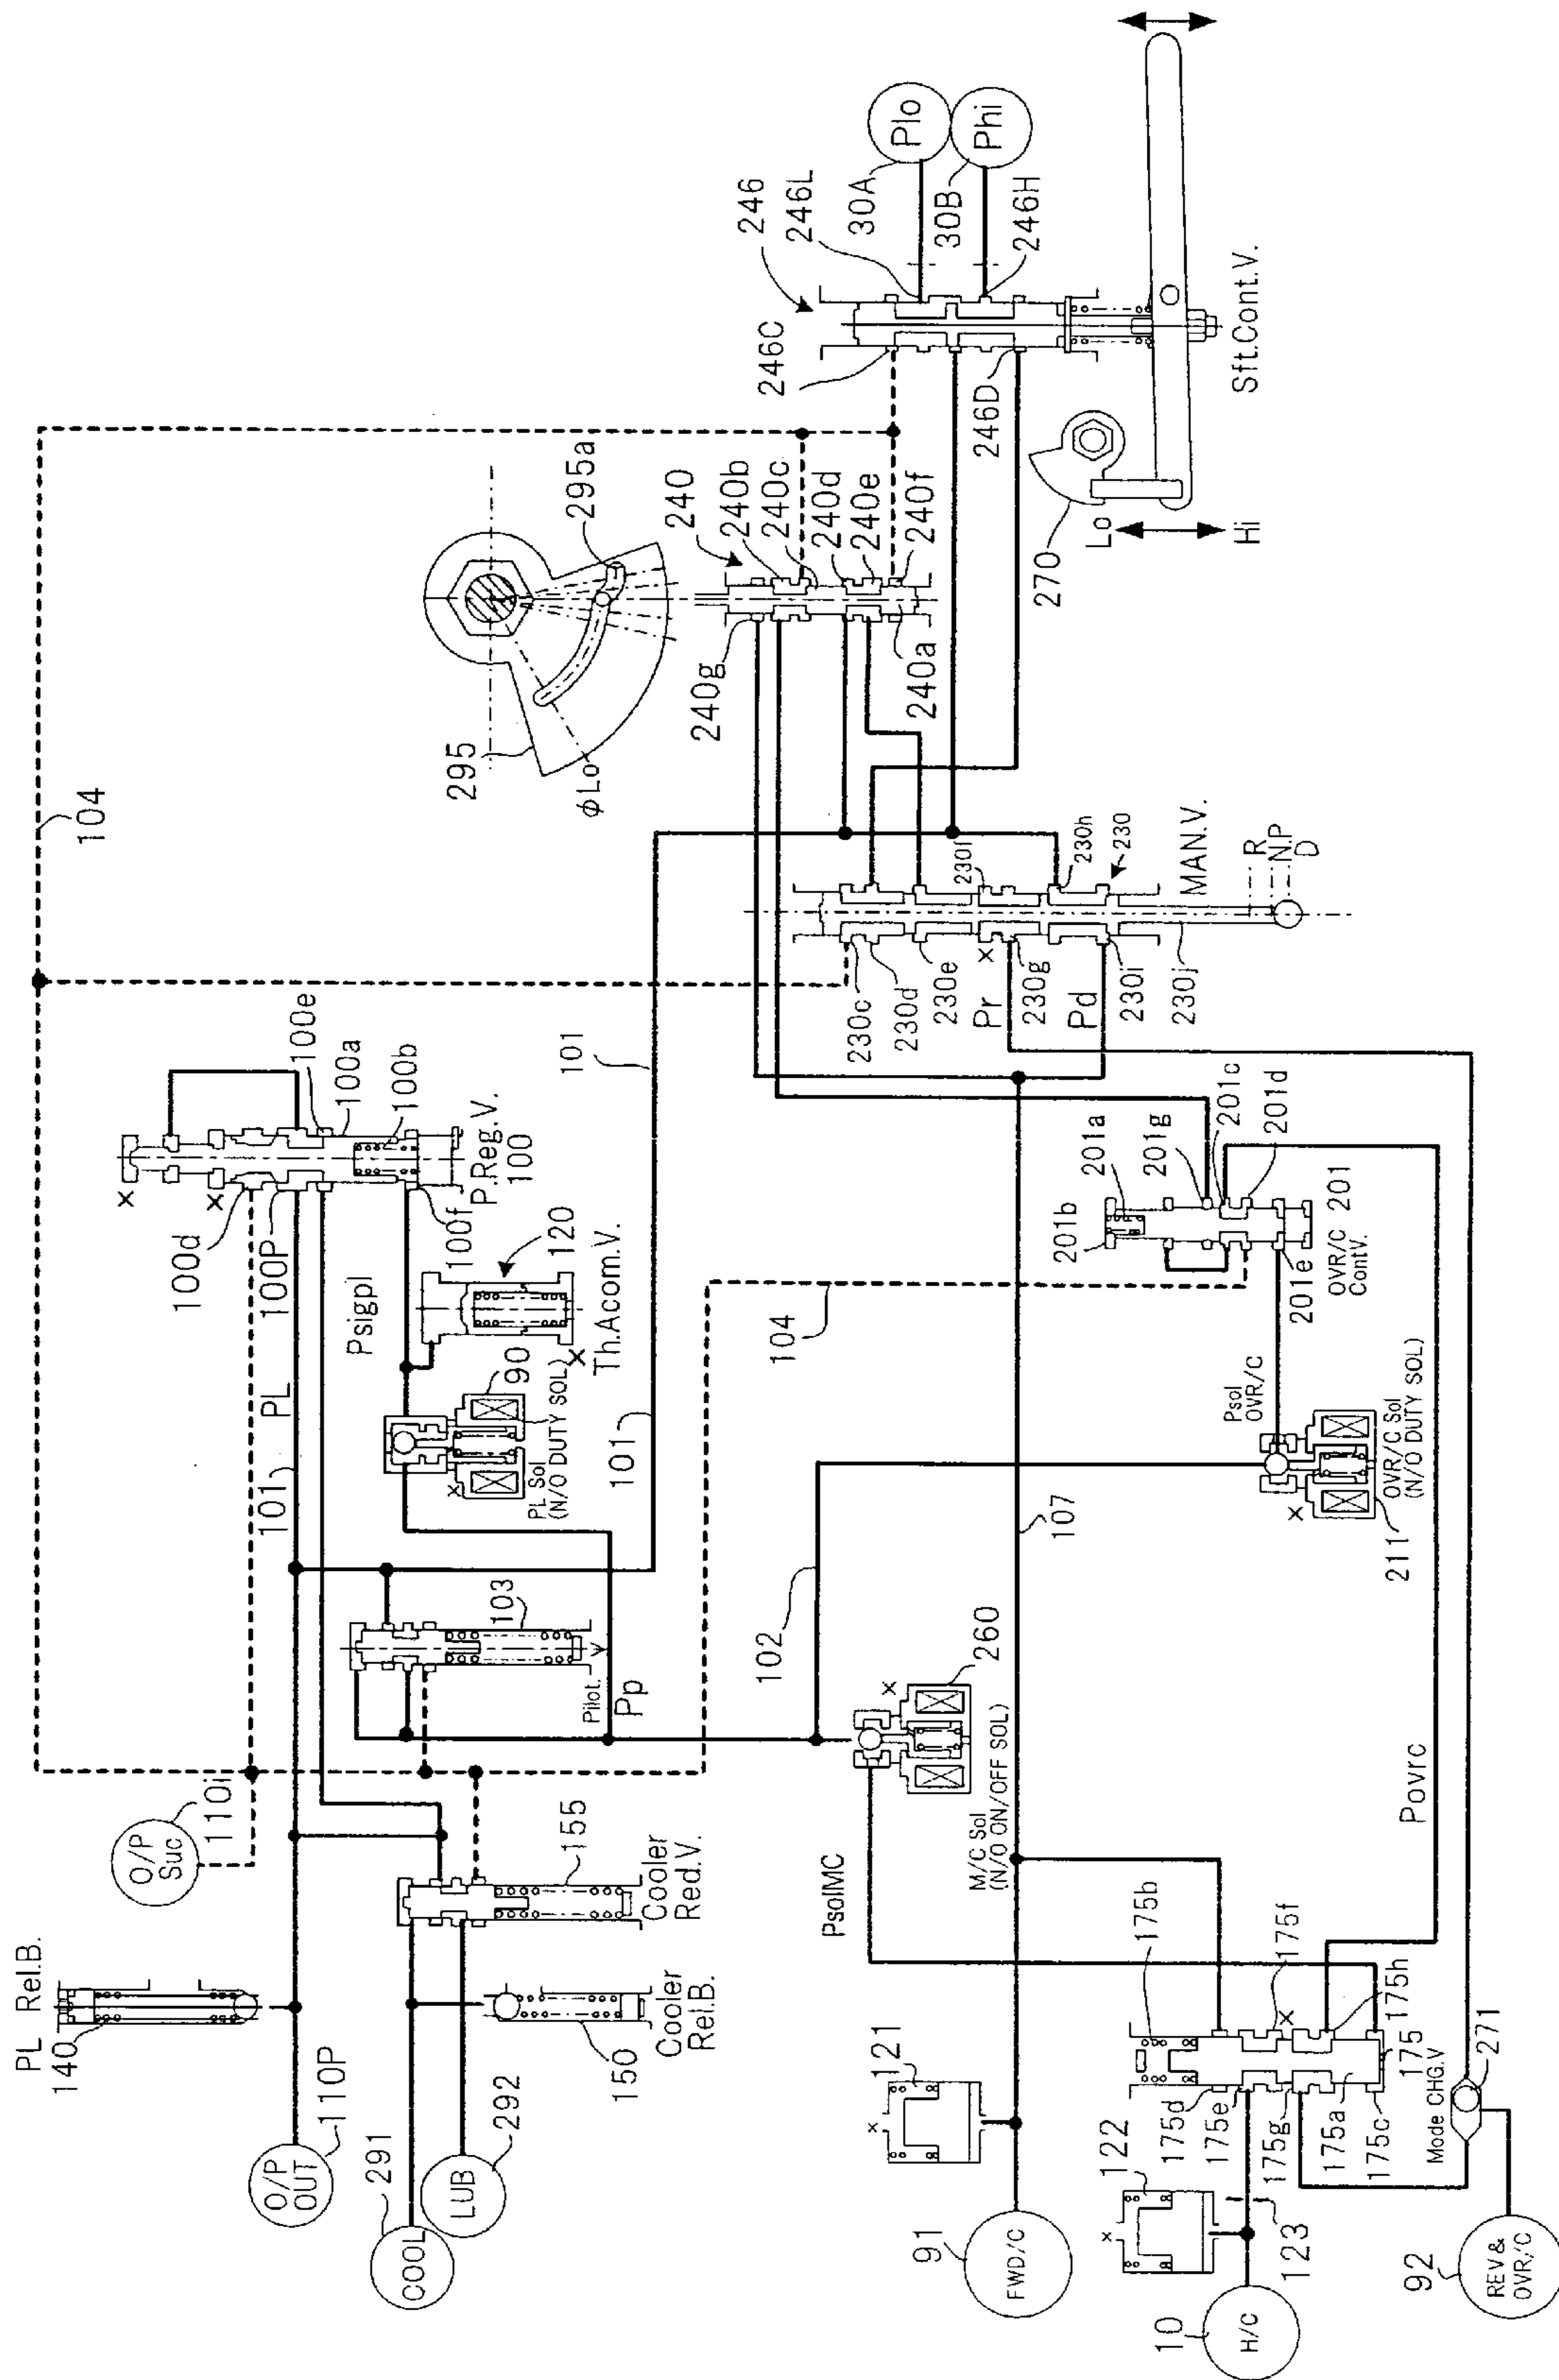 104
246
246L
30A
Plo
Phi
30B
246H
246C
246D
Sft.Cont.V.
270
Lo
Hi
295a
295
φLo
240
240b
240c
240d
240e
240f
240g
240a
101
230f
230h
230
230c
230d
230e
Pr
230g
Pd
230i
230j
MAN.V.
R
N.P
D
100e
100a
100b
100d
100P
P.Reg.V.
100
100f
PL
101
Psigpl
120
Th.Acom.V.
90
PL Sol
(N/O DUTY SOL)
101
201a
201b
201g
201c
201d
201
OVR/C
ContV.
201e
104
Psol
OVR/C
OVR/C Sol
(N/O DUTY SOL)
211
107
102
103
Pilot. V
Pp
260
M/C Sol
(N/O ON/OFF SOL)
PsolMC
Povrc
O/P
Suc
110i
155
Cooler
Red.V.
PL Rel.B.
140
150
Cooler
Rel.B.
O/P
OUT
110P
COOL
291
LUB
292
121
91
FWD/C
122
123
10
H/C
175b
175f
175h
175d
175e
175g
175a
175c
175
Mode CHG.V
271
92
REV &
OVR/C
x
x
x
x
x
x
x
x
x
x